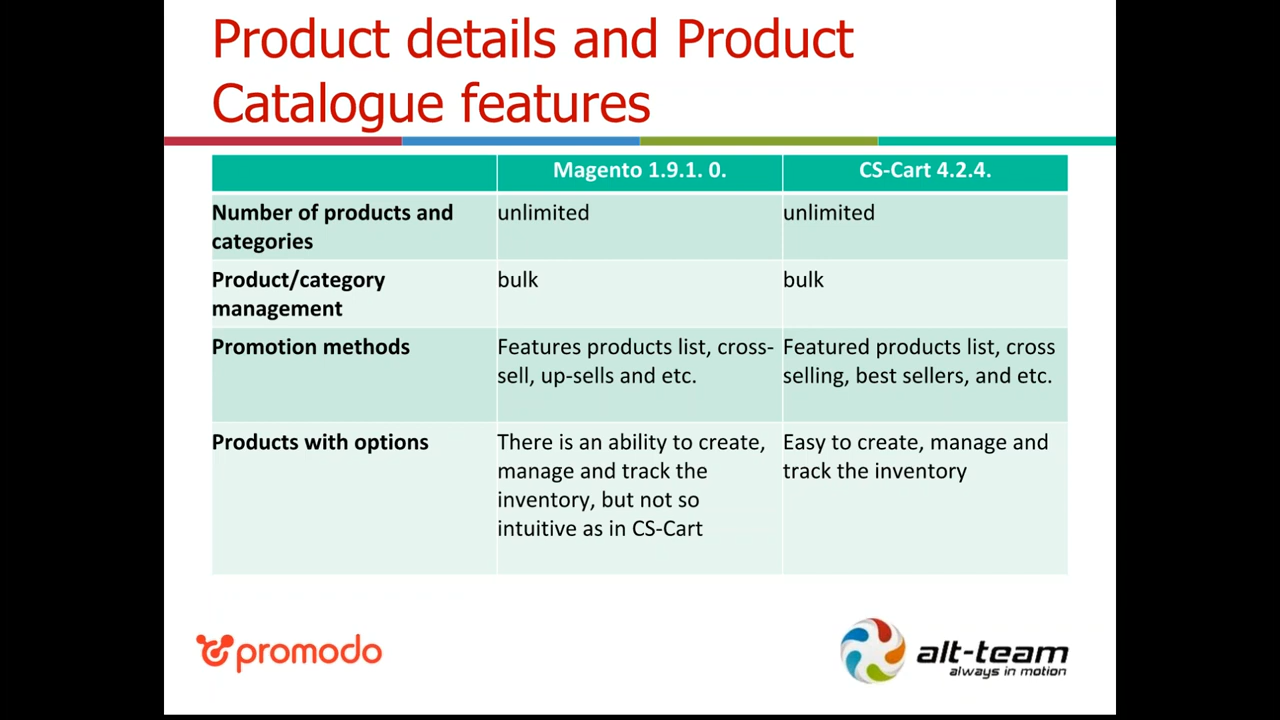 Product details and Product
Catalogue features
Magento 1.9.1. 0.
CS-Cart 4.2.4.
Number of products and
categories
unlimited
unlimited
Product/category
management
bulk
bulk
Promotion methods
Features products list, cross-
sell, up-sells and etc.
Featured products list, cross
selling, best sellers, and etc.
Products with options
There is an ability to create,
manage and track the
inventory, but not so
intuitive as in CS-Cart
Easy to create, manage and
track the inventory
promodo
alt-team
always in motion